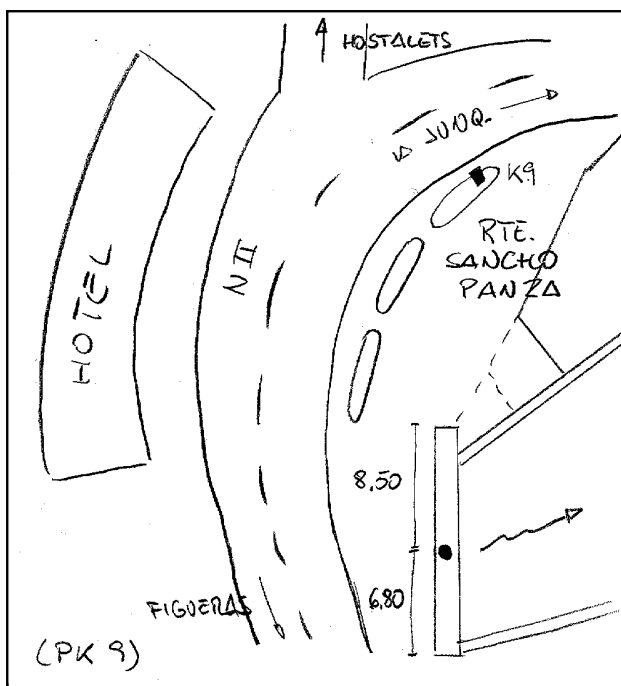 HOSTALETS
JUNQ.
K9
RTE.
SANCHO
PANZA
N II
HOTEL
8.50
6.80
FIGUERAS
(PK 9)